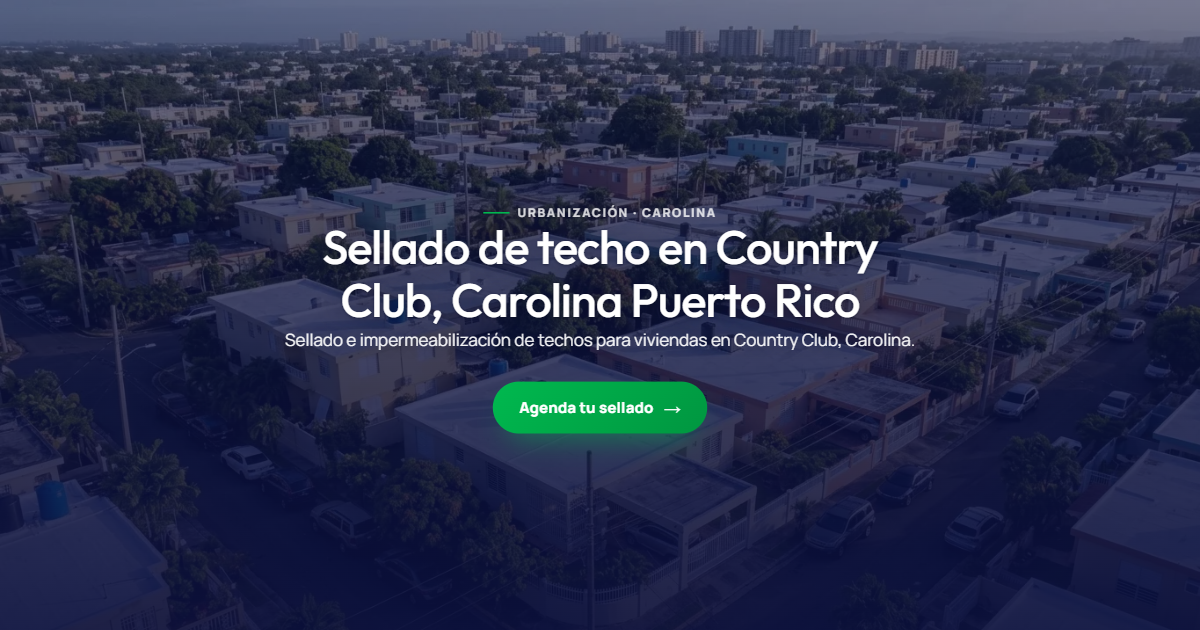 URBANIZACIÓN · CAROLINA
Sellado de techo en Country
Club, Carolina Puerto Rico
Sellado e impermeabilización de techos para viviendas en Country Club, Carolina.
Agenda tu sellado →